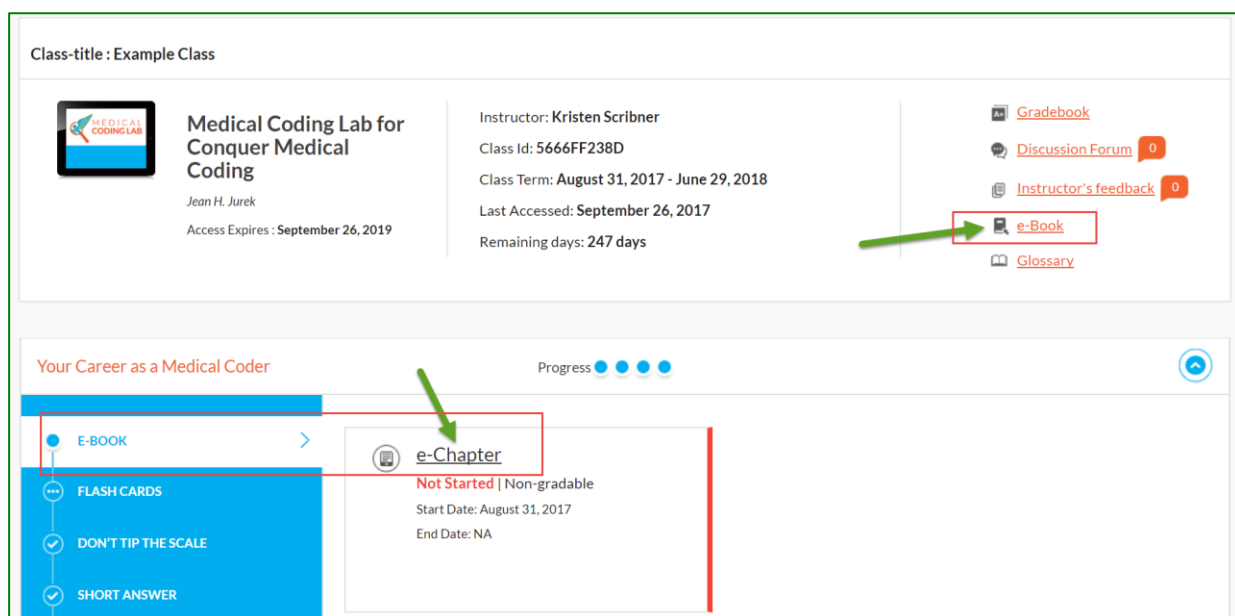 Class-title : Example Class
MEDICAL
CODING LAB
Medical Coding Lab for
Conquer Medical
Coding
Jean H. Jurek
Access Expires : September 26, 2019
Instructor: Kristen Scribner
Class Id: 5666FF238D
Class Term: August 31, 2017 - June 29, 2018
Last Accessed: September 26, 2017
Remaining days: 247 days
A+ Gradebook
Discussion Forum 0
Instructor's feedback 0
e-Book
Glossary
Your Career as a Medical Coder
Progress
E-BOOK
FLASH CARDS
DON'T TIP THE SCALE
SHORT ANSWER
e-Chapter
Not Started | Non-gradable
Start Date: August 31, 2017
End Date: NA